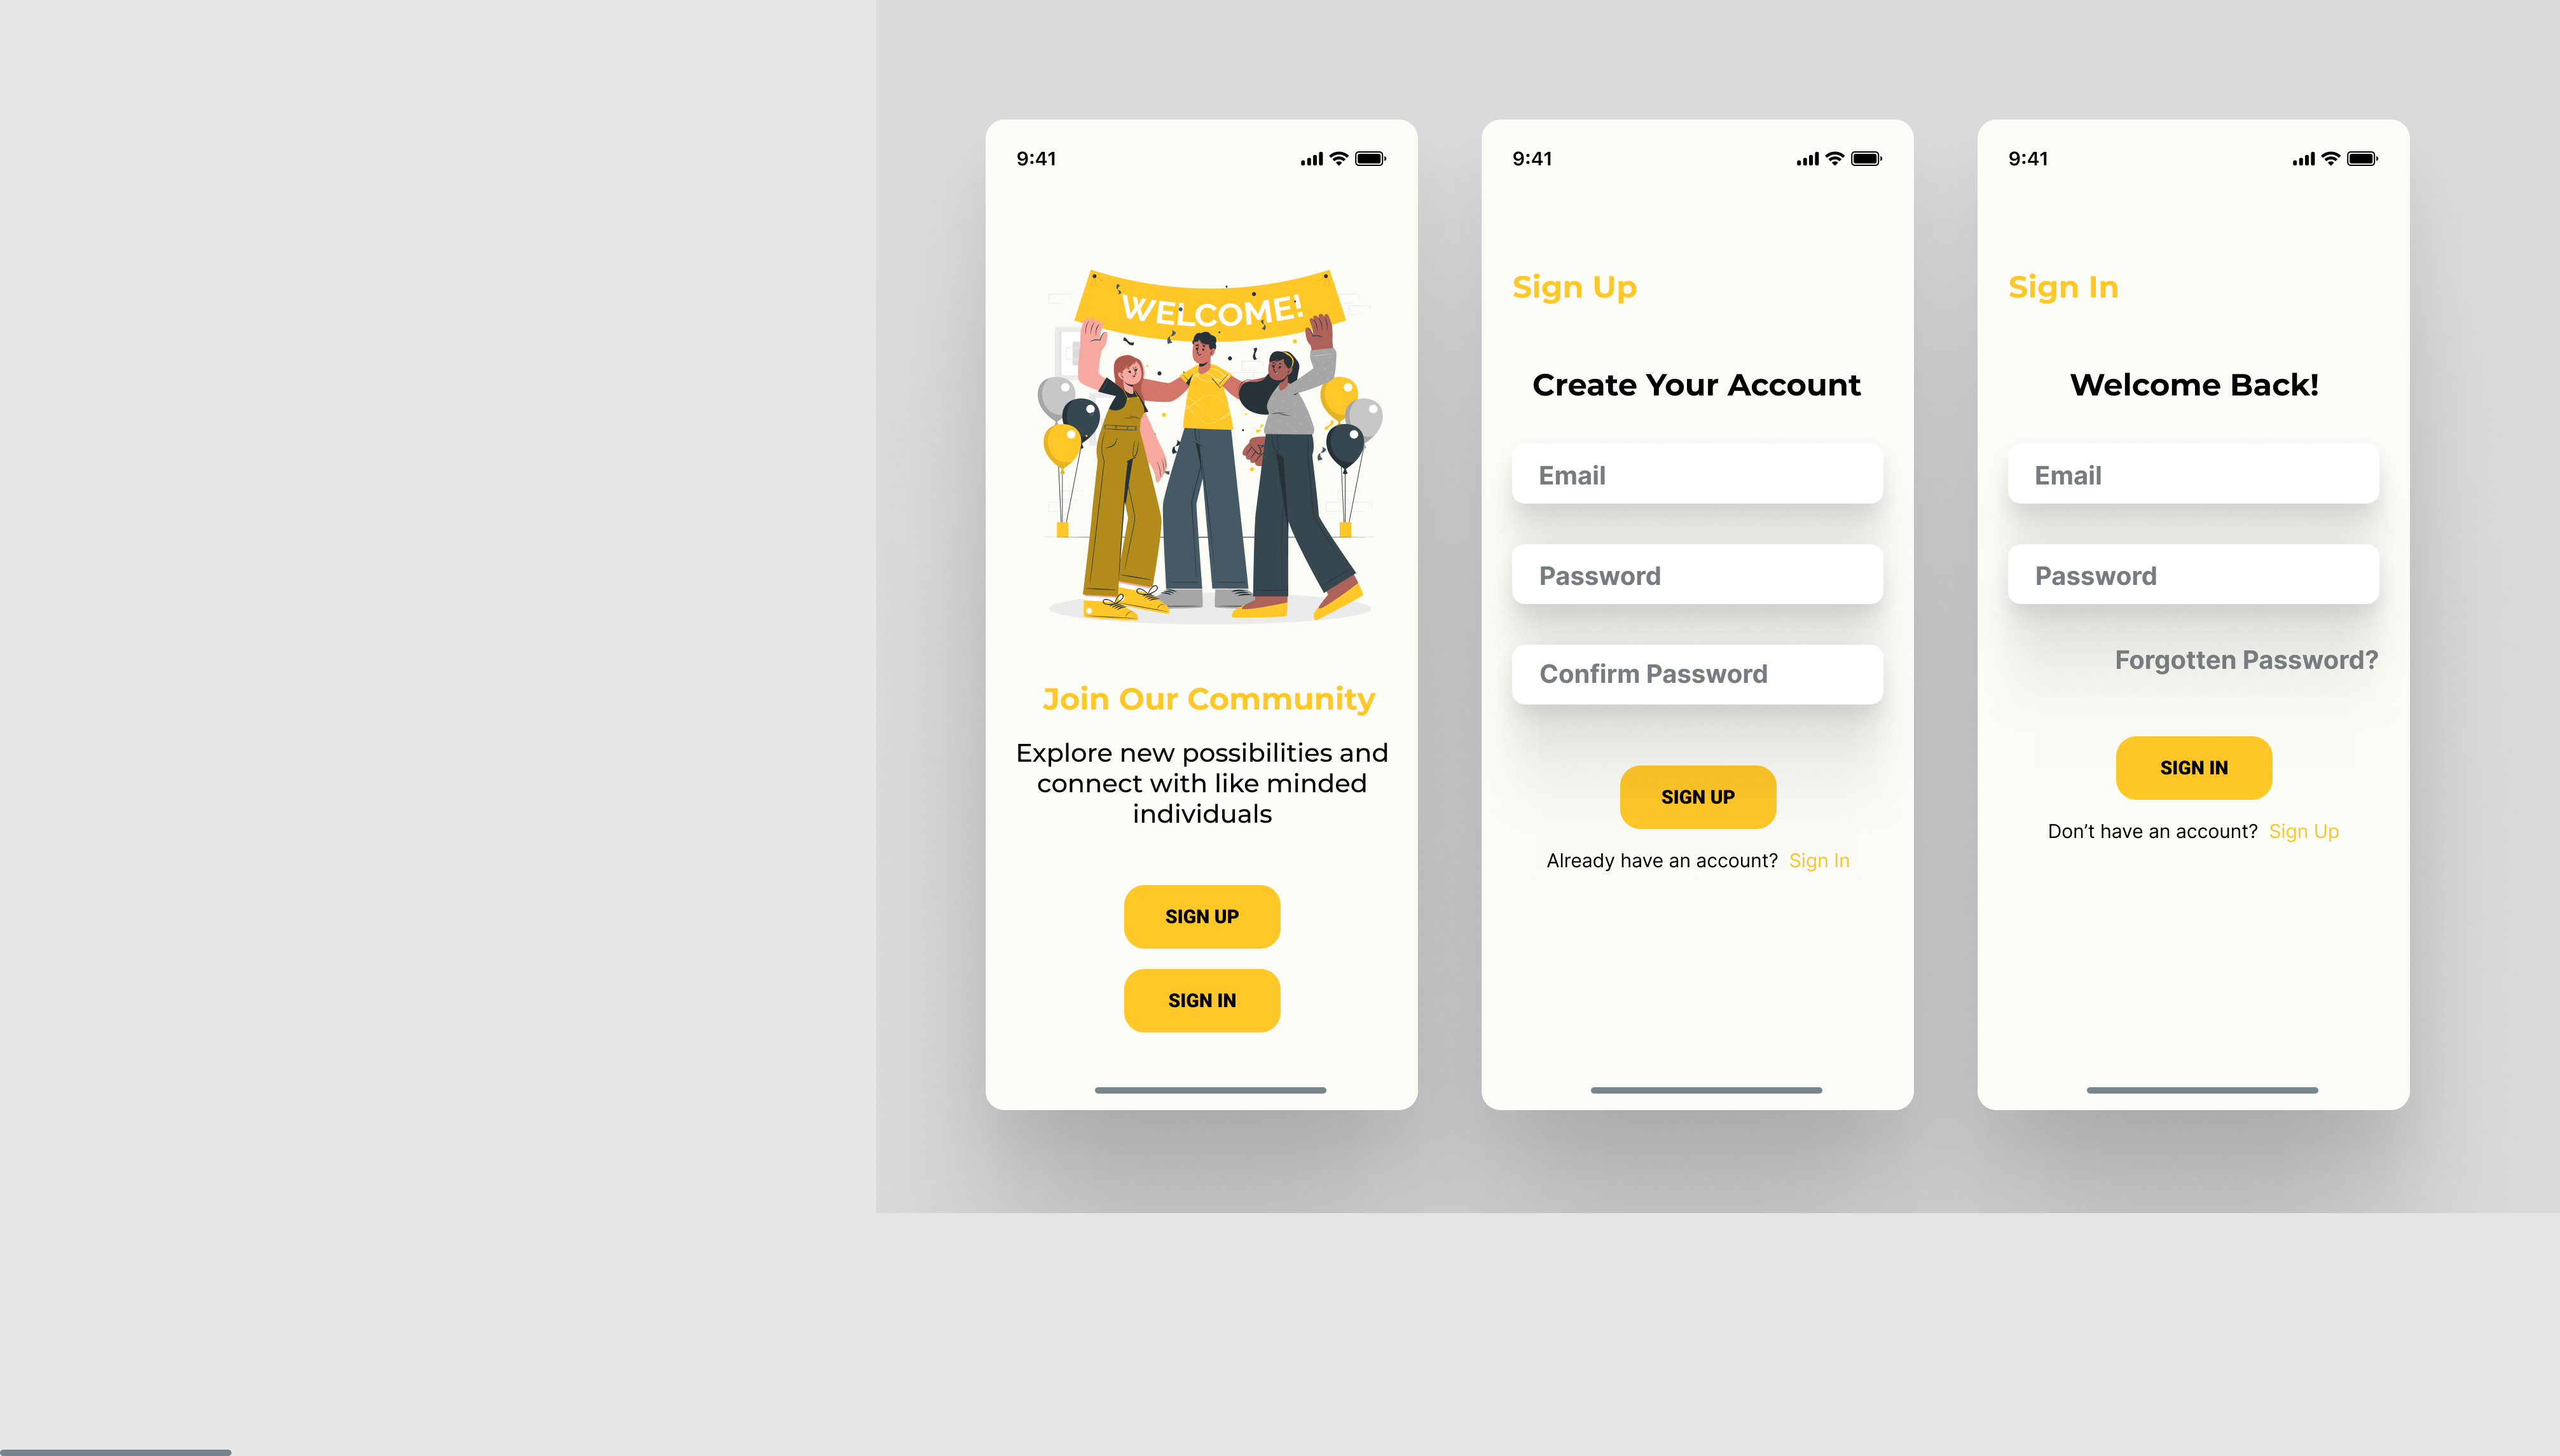 9:41
WELCOME!
Join Our Community
Explore new possibilities and
connect with like minded
individuals
SIGN UP
SIGN IN
9:41
Sign Up
Create Your Account
Email
Password
Confirm Password
SIGN UP
Already have an account? Sign In
9:41
Sign In
Welcome Back!
Email
Password
Forgotten Password?
SIGN IN
Don’t have an account? Sign Up